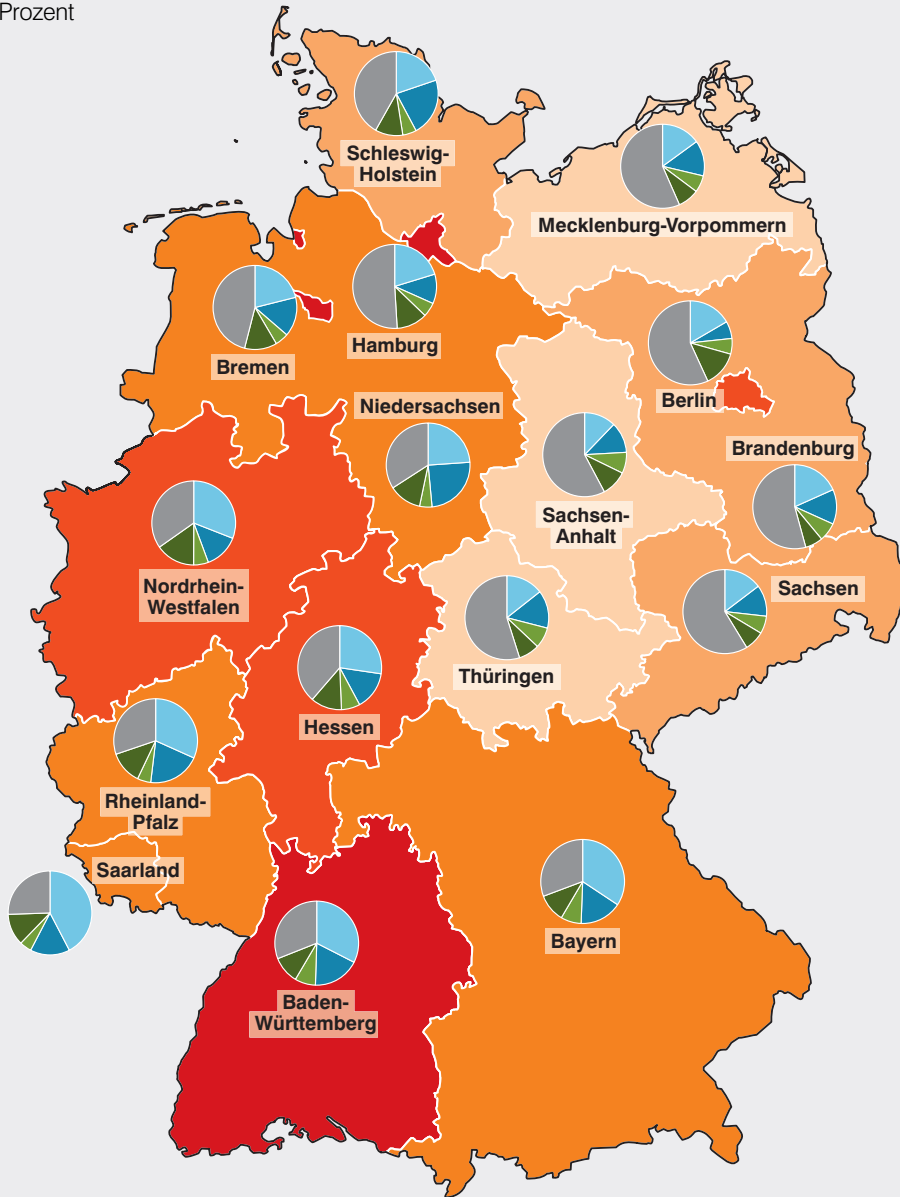 Prozent
Schleswig-
Holstein
Mecklenburg-Vorpommern
Hamburg
Bremen
Berlin
Niedersachsen
Brandenburg
Sachsen-
Anhalt
Nordrhein-
Westfalen
Sachsen
Thüringen
Hessen
Rheinland-
Pfalz
Saarland
Bayern
Baden-
Württemberg